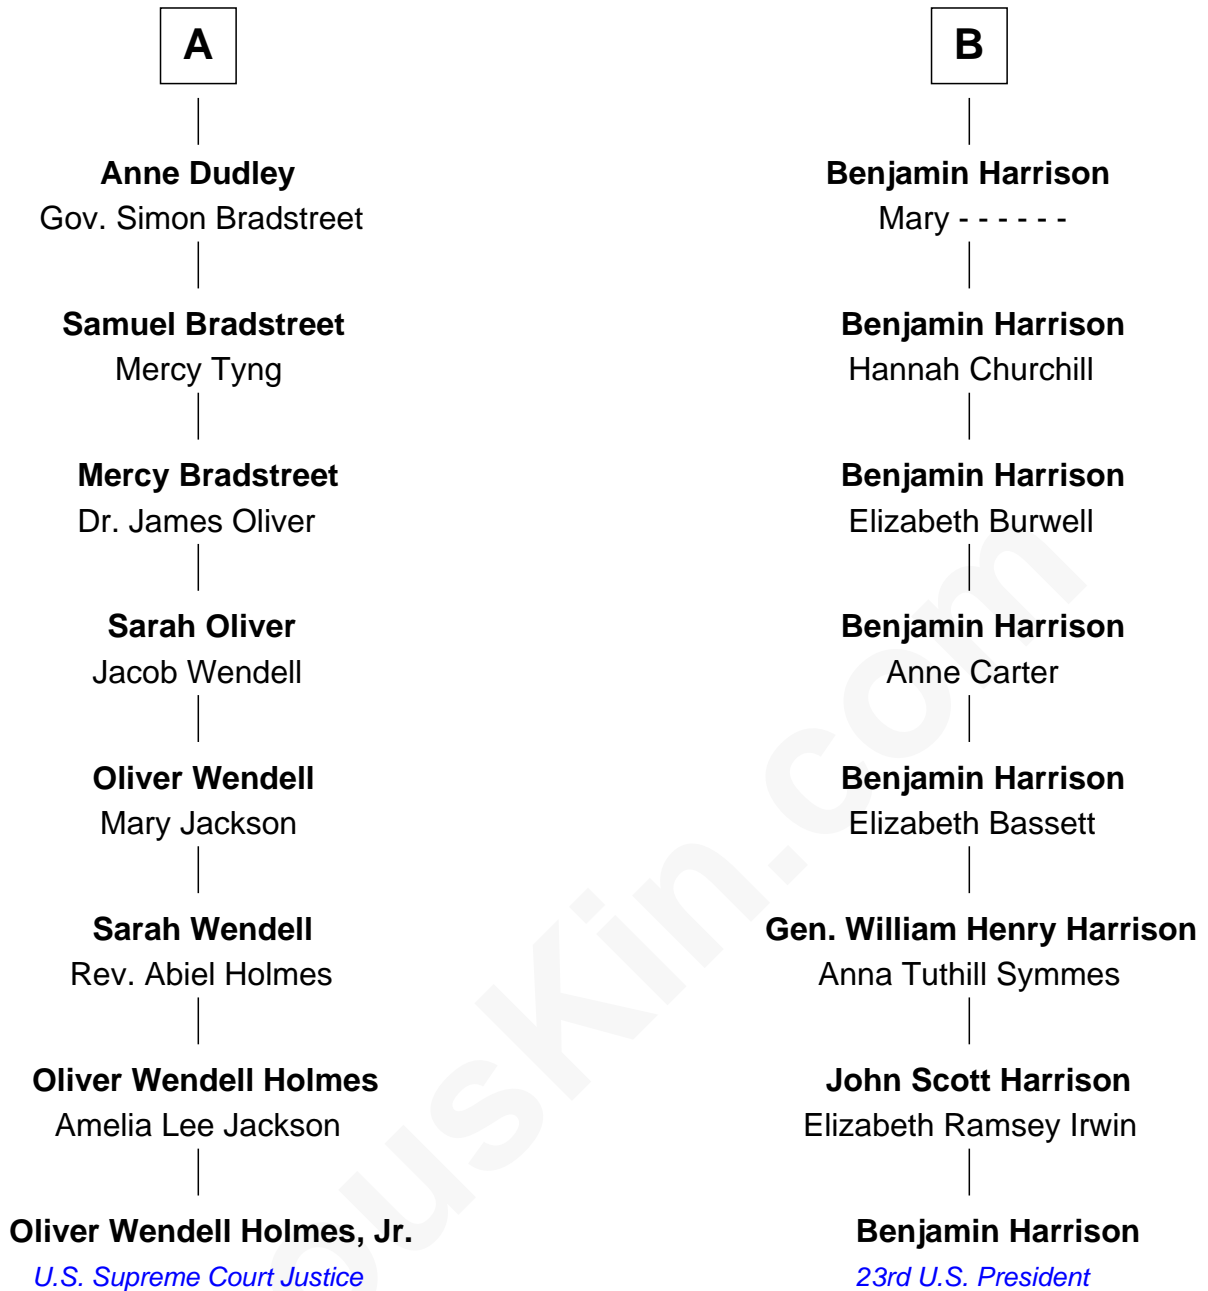 A
Anne Dudley
Gov. Simon Bradstreet
Samuel Bradstreet
Mercy Tyng
Mercy Bradstreet
Dr. James Oliver
Sarah Oliver
Jacob Wendell
Oliver Wendell
Mary Jackson
Sarah Wendell
Rev. Abiel Holmes
Oliver Wendell Holmes
Amelia Lee Jackson
Oliver Wendell Holmes, Jr.
U.S. Supreme Court Justice
B
Benjamin Harrison
Mary - - - - - -
Benjamin Harrison
Hannah Churchill
Benjamin Harrison
Elizabeth Burwell
Benjamin Harrison
Anne Carter
Benjamin Harrison
Elizabeth Bassett
Gen. William Henry Harrison
Anna Tuthill Symmes
John Scott Harrison
Elizabeth Ramsey Irwin
Benjamin Harrison
23rd U.S. President
ousKin.com